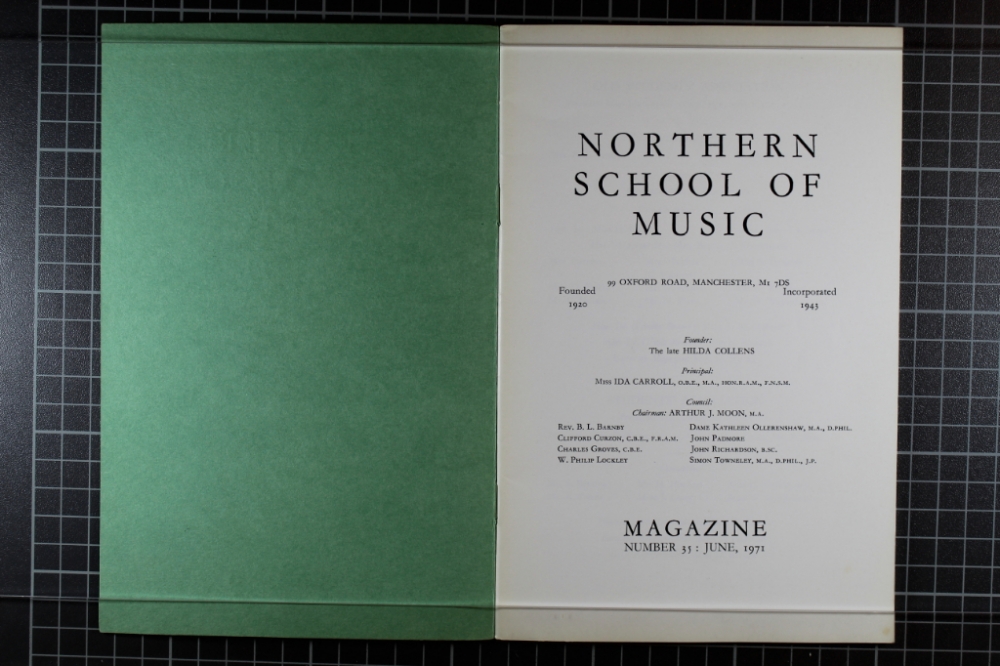 NORTHERN
SCHOOL OF
MUSIC
99 OXFORD ROAD, MANCHESTER, M1 7DS
Founded Incorporated
1920 1943
Founder:
The late HILDA COLLENS
Principal:
Miss IDA CARROLL, O.B.E., M.A., HON.R.A.M., F.N.S.M.
Council:
Chairman: ARTHUR J. MOON, M.A.
REV. B. L. BARNBY DAME KATHLEEN OLLERENSHAW, M.A., D.PHIL.
CLIFFORD CURZON, C.B.E., F.R.A.M. JOHN PADMORE
CHARLES GROVES, C.B.E. JOHN RICHARDSON, B.SC.
W. PHILIP LOCKLEY SIMON TOWNELEY, M.A., D.PHIL., J.P.
MAGAZINE
NUMBER 35 : JUNE, 1971